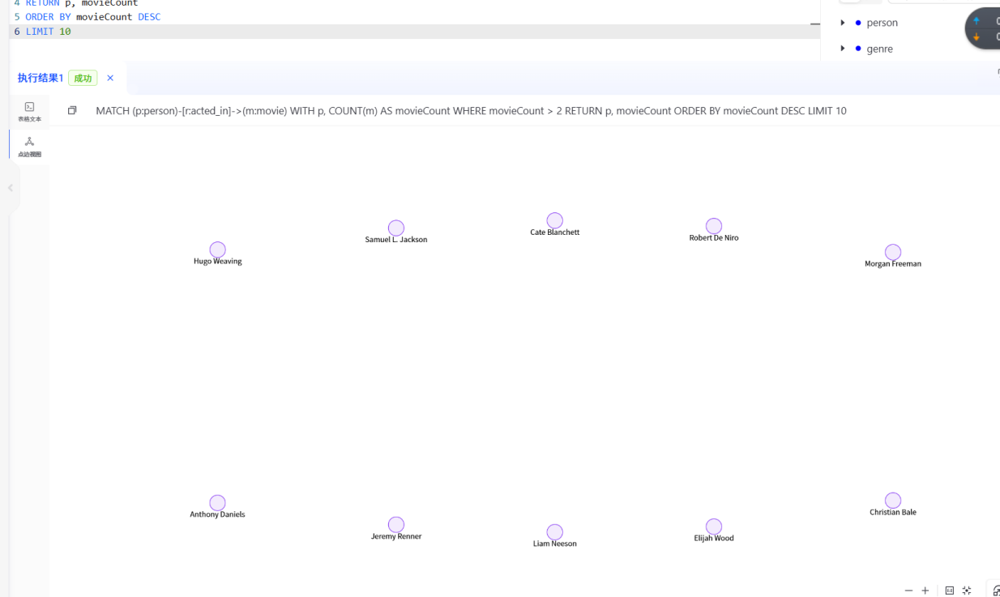 4 RETURN p, movieCount
5 ORDER BY movieCount DESC
6 LIMIT 10
person
genre
执行结果1 成功 ×
表格文本
MATCH (p:person)-[r:acted_in]->(m:movie) WITH p, COUNT(m) AS movieCount WHERE movieCount > 2 RETURN p, movieCount ORDER BY movieCount DESC LIMIT 10
点边视图
Cate Blanchett
Robert De Niro
Samuel L. Jackson
Hugo Weaving
Morgan Freeman
Christian Bale
Anthony Daniels
Jeremy Renner
Elijah Wood
Liam Neeson